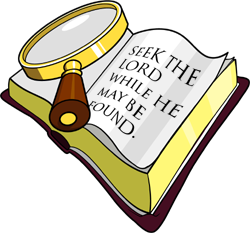 SEEK THE
LORD
WHILE HE
MAY BE
FOUND.